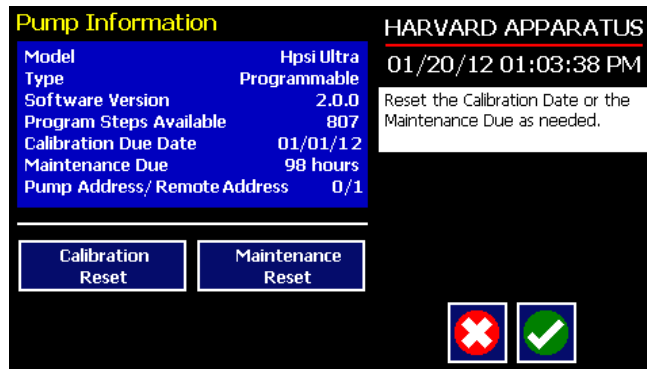 Pump Information
Model Hpsi Ultra
Type Programmable
Software Version 2.0.0
Program Steps Available 807
Calibration Due Date 01/01/12
Maintenance Due 98 hours
Pump Address/ Remote Address 0/1
Calibration
Reset
Maintenance
Reset
HARVARD APPARATUS
01/20/12 01:03:38 PM
Reset the Calibration Date or the
Maintenance Due as needed.